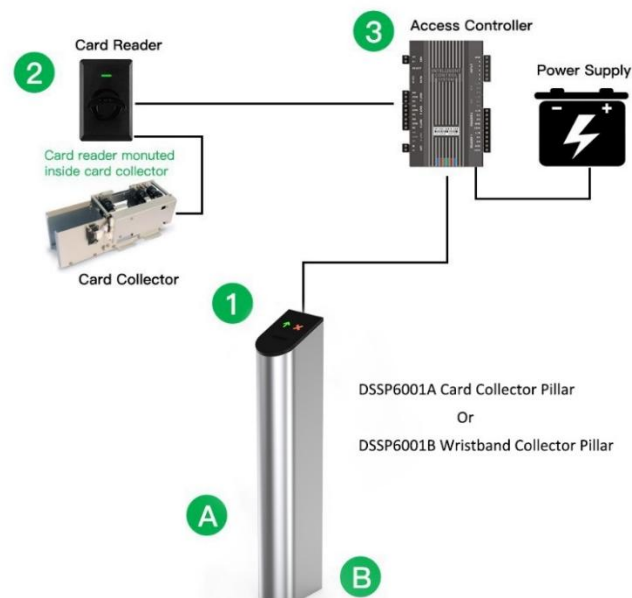 Card Reader
2
Card reader monuted
inside card collector
Card Collector
3
Access Controller
Power Supply
1
DSSP6001A Card Collector Pillar
Or
DSSP6001B Wristband Collector Pillar
A
B